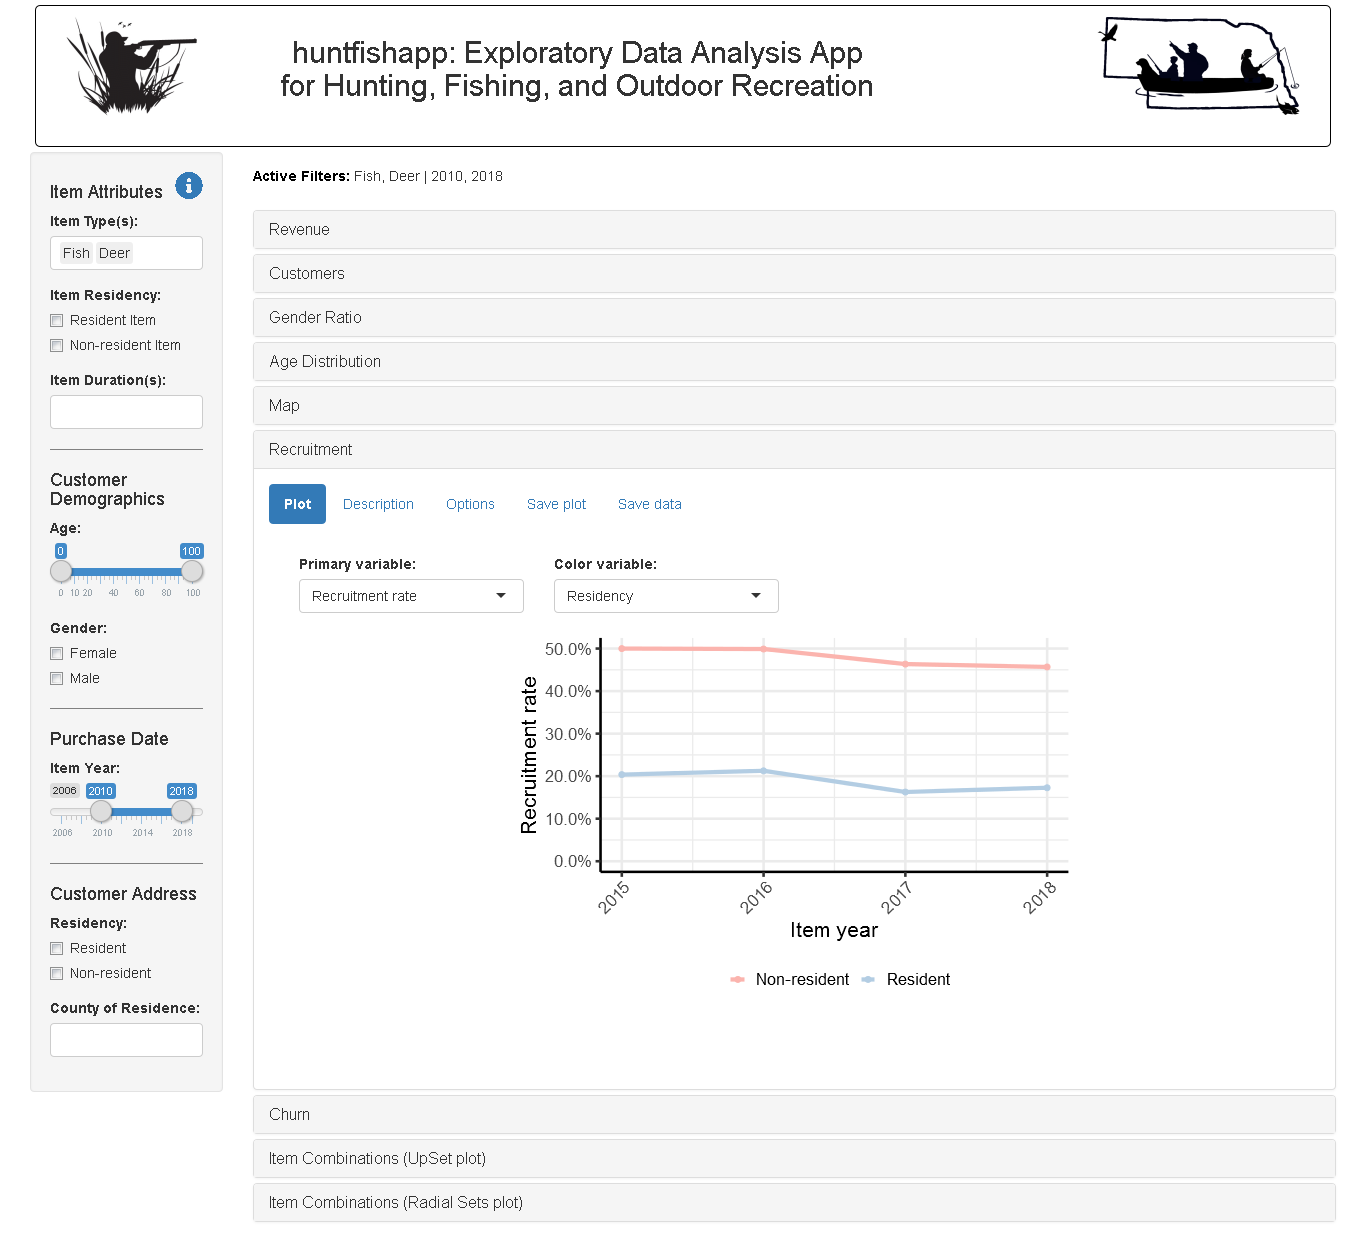 huntfishapp: Exploratory Data Analysis App
for Hunting, Fishing, and Outdoor Recreation
Item Attributes
Item Type(s):
Fish Deer
Item Residency:
Resident Item
Non-resident Item
Item Duration(s):
Customer
Demographics
Age:
0 100
0 10 20 40 60 80 100
Gender:
Female
Male
Purchase Date
Item Year:
2006 2010 2018
2006 2010 2014 2018
Customer Address
Residency:
Resident
Non-resident
County of Residence:
Active Filters: Fish, Deer | 2010, 2018
Revenue
Customers
Gender Ratio
Age Distribution
Map
Recruitment
Plot Description Options Save plot Save data
Primary variable: Color variable:
Recruitment rate Residency
50.0%
40.0%
30.0%
20.0%
10.0%
0.0%
Recruitment rate
2015 2016 2017 2018
Item year
Non-resident Resident
Churn
Item Combinations (UpSet plot)
Item Combinations (Radial Sets plot)